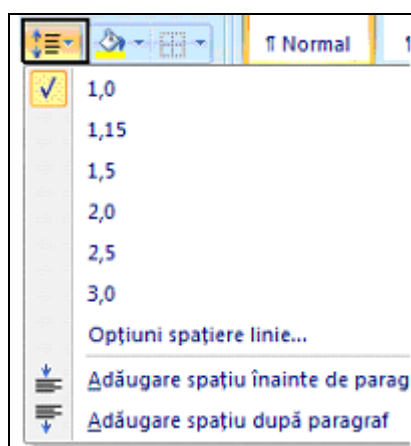 ¶ Normal
1,0
1,15
1,5
2,0
2,5
3,0
Opțiuni spațiere linie...
Adăugare spațiu înainte de parag
Adăugare spațiu după paragraf